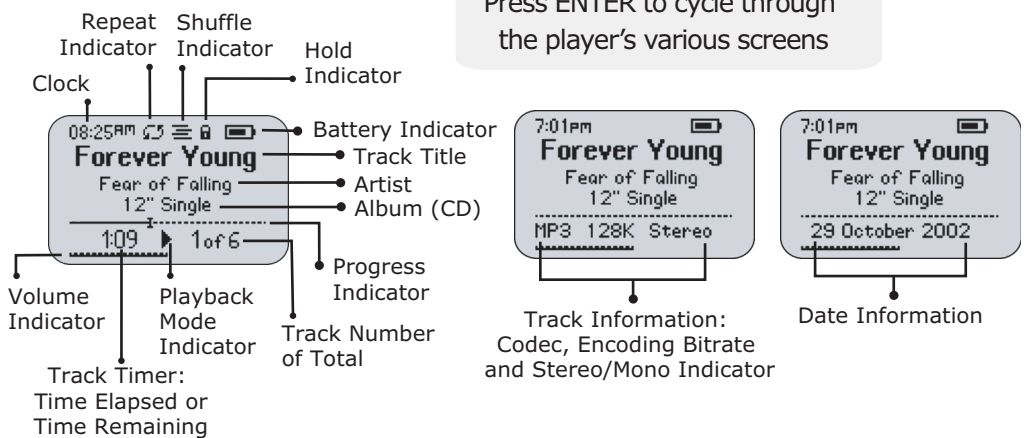 Press ENTER to cycle through
the player's various screens
Repeat
Indicator
Shuffle
Indicator
Hold
Indicator
Clock
08:25AM
Battery Indicator
Forever Young
Track Title
Fear of Falling
Artist
12" Single
Album (CD)
1:09
1of6
Progress
Indicator
Volume
Indicator
Playback
Mode
Indicator
Track Number
of Total
Track Timer:
Time Elapsed or
Time Remaining
7:01PM
Forever Young
Fear of Falling
12" Single
MP3 128K Stereo
Track Information:
Codec, Encoding Bitrate
and Stereo/Mono Indicator
7:01PM
Forever Young
Fear of Falling
12" Single
29 October 2002
Date Information